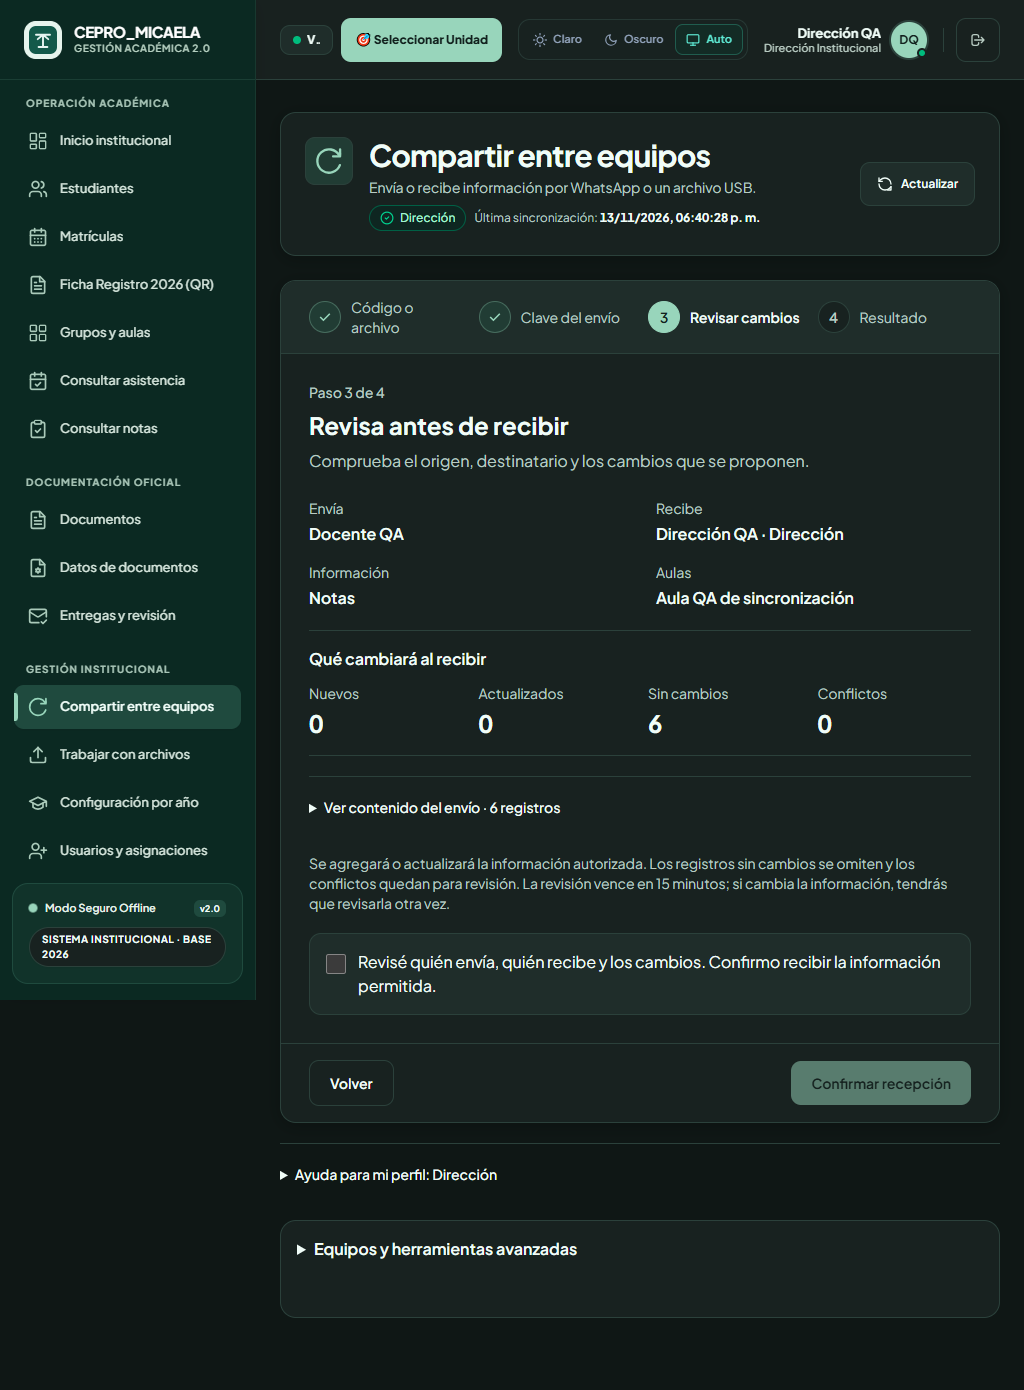 CEPRO_MICAELA
GESTIÓN ACADÉMICA 2.0
V..
Seleccionar Unidad
Claro
Oscuro
Auto
Dirección QA
Dirección Institucional
DQ
OPERACIÓN ACADÉMICA
Inicio institucional
Estudiantes
Matrículas
Ficha Registro 2026 (QR)
Grupos y aulas
Consultar asistencia
Consultar notas
DOCUMENTACIÓN OFICIAL
Documentos
Datos de documentos
Entregas y revisión
GESTIÓN INSTITUCIONAL
Compartir entre equipos
Trabajar con archivos
Configuración por año
Usuarios y asignaciones
Modo Seguro Offline
v2.0
SISTEMA INSTITUCIONAL · BASE
2026
Compartir entre equipos
Envía o recibe información por WhatsApp o un archivo USB.
Dirección
Última sincronización: 13/11/2026, 06:40:28 p. m.
Actualizar
Código o
archivo
Clave del envío
3
Revisar cambios
4
Resultado
Paso 3 de 4
Revisa antes de recibir
Comprueba el origen, destinatario y los cambios que se proponen.
Envía
Docente QA
Recibe
Dirección QA · Dirección
Información
Notas
Aulas
Aula QA de sincronización
Qué cambiará al recibir
Nuevos
0
Actualizados
0
Sin cambios
6
Conflictos
0
Ver contenido del envío · 6 registros
Se agregará o actualizará la información autorizada. Los registros sin cambios se omiten y los
conflictos quedan para revisión. La revisión vence en 15 minutos; si cambia la información, tendrás
que revisarla otra vez.
Revisé quién envía, quién recibe y los cambios. Confirmo recibir la información
permitida.
Volver
Confirmar recepción
Ayuda para mi perfil: Dirección
Equipos y herramientas avanzadas